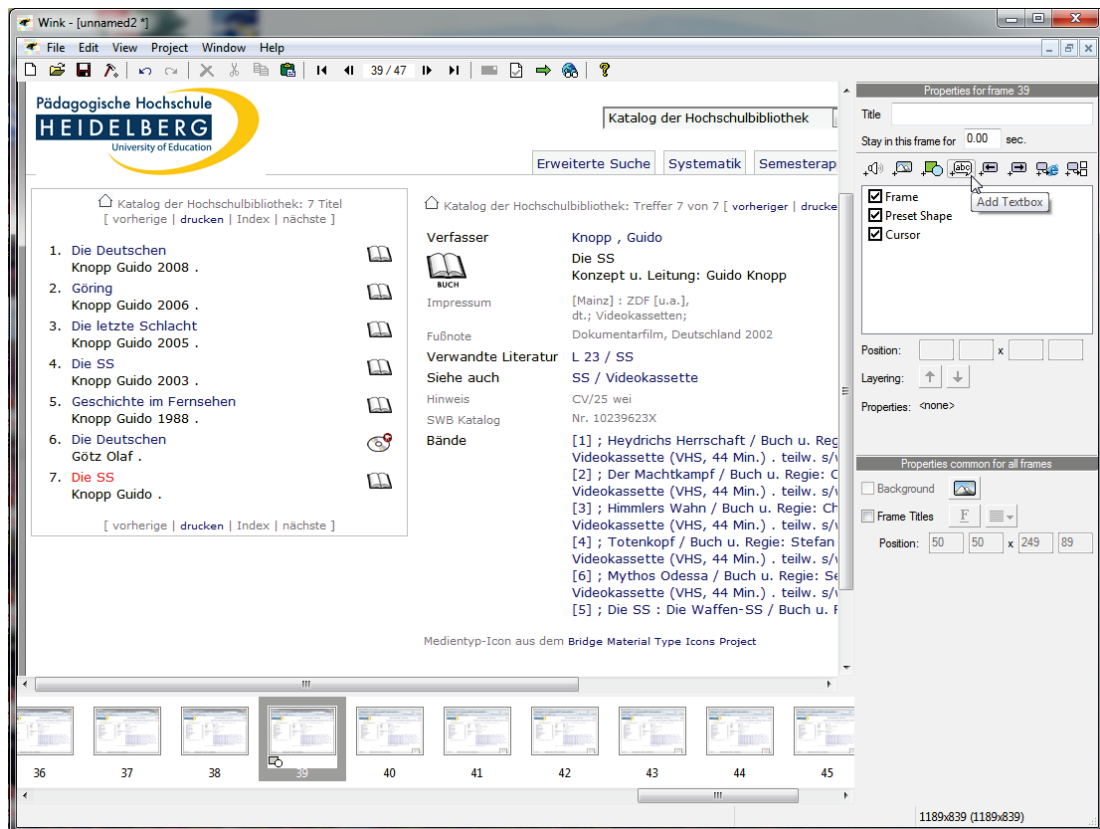 Wink - [unnamed2 *]
File Edit View Project Window Help
39 / 47
Pädagogische Hochschule
HEIDELBERG
University of Education
Katalog der Hochschulbibliothek
Erweiterte Suche Systematik Semesterap
Katalog der Hochschulbibliothek: 7 Titel
[ vorherige | drucken | Index | nächste ]
1. Die Deutschen
Knopp Guido 2008 .
2. Göring
Knopp Guido 2006 .
3. Die letzte Schlacht
Knopp Guido 2005 .
4. Die SS
Knopp Guido 2003 .
5. Geschichte im Fernsehen
Knopp Guido 1988 .
6. Die Deutschen
Götz Olaf .
7. Die SS
Knopp Guido .
[ vorherige | drucken | Index | nächste ]
Katalog der Hochschulbibliothek: Treffer 7 von 7 [ vorheriger | drucke
Verfasser Knopp , Guido
BUCH
Die SS
Konzept u. Leitung: Guido Knopp
Impressum [Mainz] : ZDF [u.a.],
dt.; Videokassetten;
Fußnote Dokumentarfilm, Deutschland 2002
Verwandte Literatur L 23 / SS
Siehe auch SS / Videokassette
Hinweis CV/25 wei
SWB Katalog Nr. 10239623X
Bände [1] ; Heydrichs Herrschaft / Buch u. Reg
Videokassette (VHS, 44 Min.) . teilw. s/
[2] ; Der Machtkampf / Buch u. Regie: C
Videokassette (VHS, 44 Min.) . teilw. s/
[3] ; Himmlers Wahn / Buch u. Regie: Ch
Videokassette (VHS, 44 Min.) . teilw. s/
[4] ; Totenkopf / Buch u. Regie: Stefan
Videokassette (VHS, 44 Min.) . teilw. s/
[6] ; Mythos Odessa / Buch u. Regie: Se
Videokassette (VHS, 44 Min.) . teilw. s/
[5] ; Die SS : Die Waffen-SS / Buch u. F
Medientyp-Icon aus dem Bridge Material Type Icons Project
36 37 38 39 40 41 42 43 44 45
Properties for frame 39
Title
Stay in this frame for 0.00 sec.
abc
Add Textbox
Frame
Preset Shape
Cursor
Position: x
Layering:
Properties: <none>
Properties common for all frames
Background
Frame Titles F
Position: 50 50 x 249 89
1189x839 (1189x839)